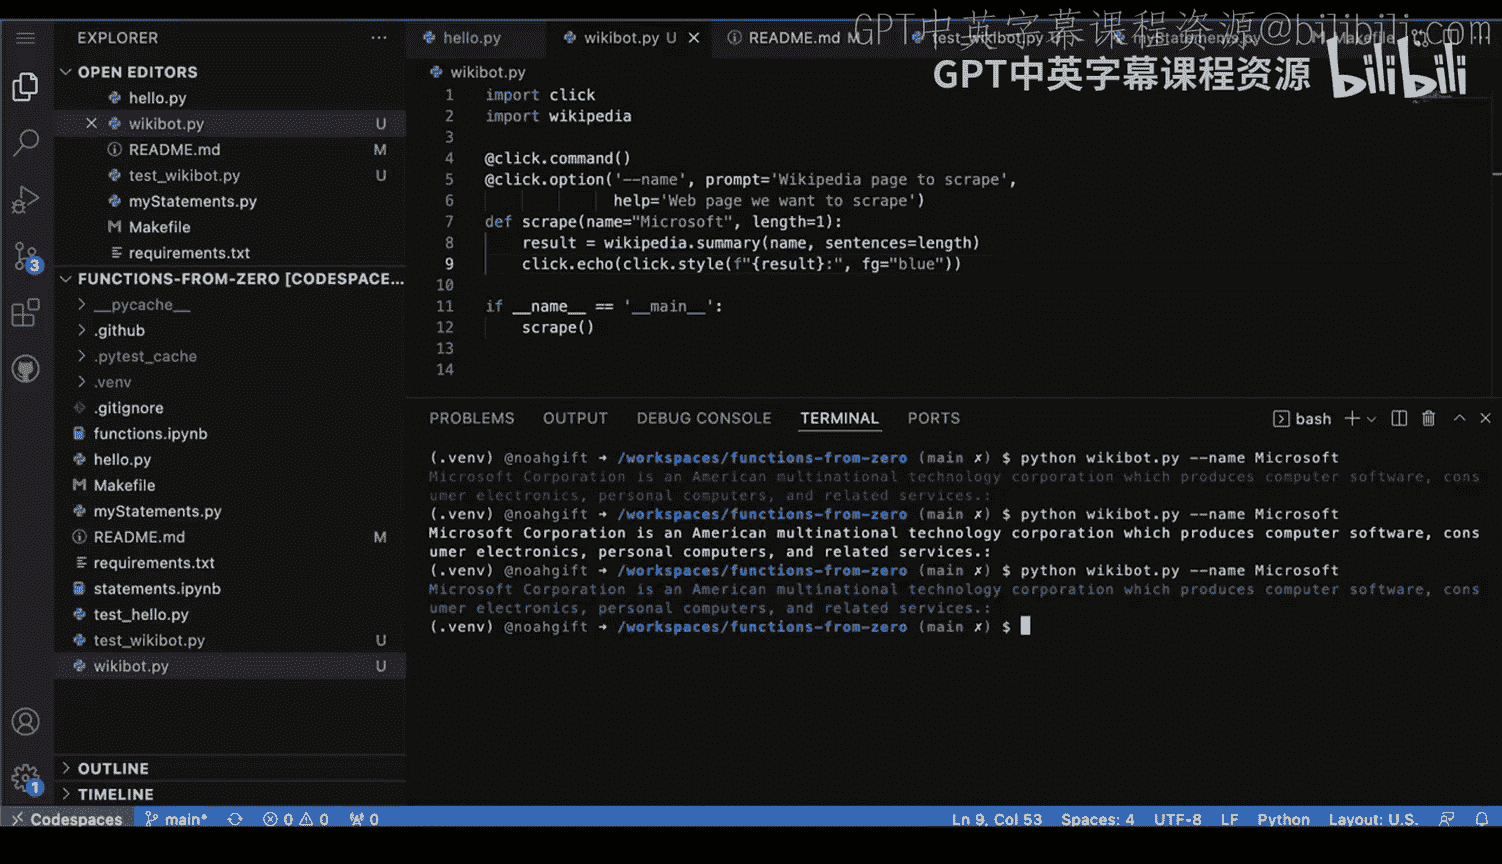 GPT中英字幕课程资源@bilibili.com
GPT中英字幕课程资源 bilibili
EXPLORER
OPEN EDITORS
hello.py
wikibot.py U
README.md M
test_wikibot.py U
myStatements.py
Makefile
requirements.txt
FUNCTIONS-FROM-ZERO [CODESPACE...
__pycache__
.github
.pytest_cache
.venv
.gitignore
functions.ipynb
hello.py
Makefile
myStatements.py
README.md M
requirements.txt
statements.ipynb
test_hello.py
test_wikibot.py U
wikibot.py U
OUTLINE
TIMELINE
hello.py wikibot.py U README.md M test_wikibot.py U myStatements.py Makefile
wikibot.py
1 import click
2 import wikipedia
3
4 @click.command()
5 @click.option('--name', prompt='Wikipedia page to scrape',
6 help='Web page we want to scrape')
7 def scrape(name="Microsoft", length=1):
8 result = wikipedia.summary(name, sentences=length)
9 click.echo(click.style(f"{result}:", fg="blue"))
10
11 if __name__ == '__main__':
12 scrape()
13
14
PROBLEMS OUTPUT DEBUG CONSOLE TERMINAL PORTS bash
(.venv) @noahgift → /workspaces/functions-from-zero (main ✗) $ python wikibot.py --name Microsoft
Microsoft Corporation is an American multinational technology corporation which produces computer software, cons
umer electronics, personal computers, and related services.:
(.venv) @noahgift → /workspaces/functions-from-zero (main ✗) $ python wikibot.py --name Microsoft
Microsoft Corporation is an American multinational technology corporation which produces computer software, cons
umer electronics, personal computers, and related services.:
(.venv) @noahgift → /workspaces/functions-from-zero (main ✗) $ python wikibot.py --name Microsoft
Microsoft Corporation is an American multinational technology corporation which produces computer software, cons
umer electronics, personal computers, and related services.:
(.venv) @noahgift → /workspaces/functions-from-zero (main ✗) $
3
1
Codespaces main* 0 0 0 Ln 9, Col 53 Spaces: 4 UTF-8 LF Python Layout: U.S.